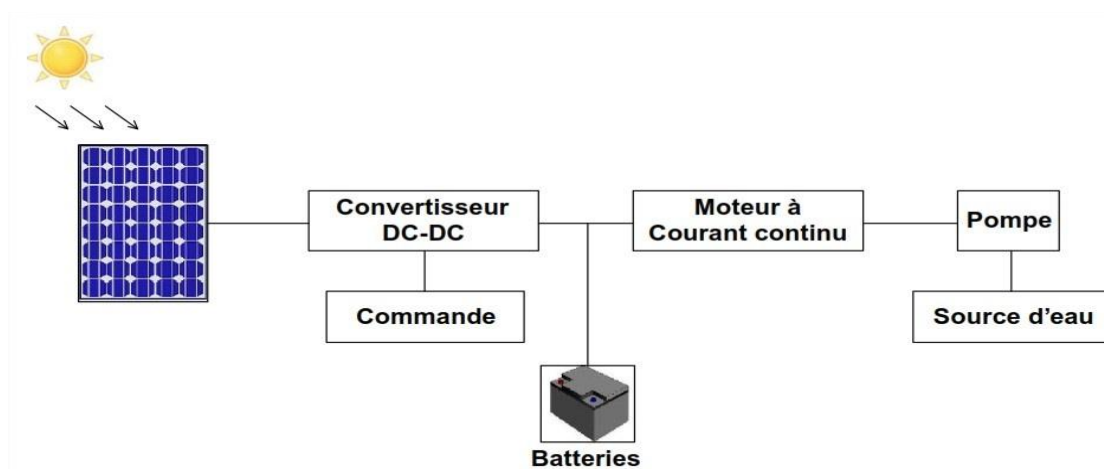 Convertisseur
DC-DC
Moteur à
Courant continu
Pompe
Commande
Source d’eau
Batteries